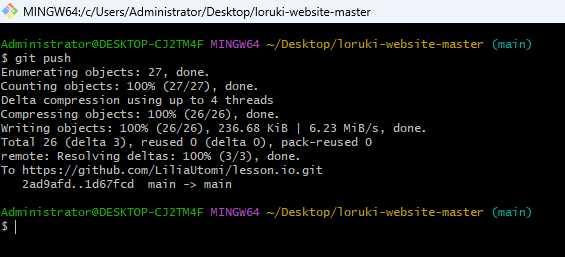 MINGW64:/c/Users/Administrator/Desktop/loruki-website-master
Administrator@DESKTOP-CJ2TM4F MINGW64 ~/Desktop/loruki-website-master (main)
$ git push
Enumerating objects: 27, done.
Counting objects: 100% (27/27), done.
Delta compression using up to 4 threads
Compressing objects: 100% (26/26), done.
Writing objects: 100% (26/26), 236.68 KiB | 6.23 MiB/s, done.
Total 26 (delta 3), reused 0 (delta 0), pack-reused 0
remote: Resolving deltas: 100% (3/3), done.
To https://github.com/LiliaUtomi/lesson.io.git
   2ad9afd..1d67fcd  main -> main
Administrator@DESKTOP-CJ2TM4F MINGW64 ~/Desktop/loruki-website-master (main)
$